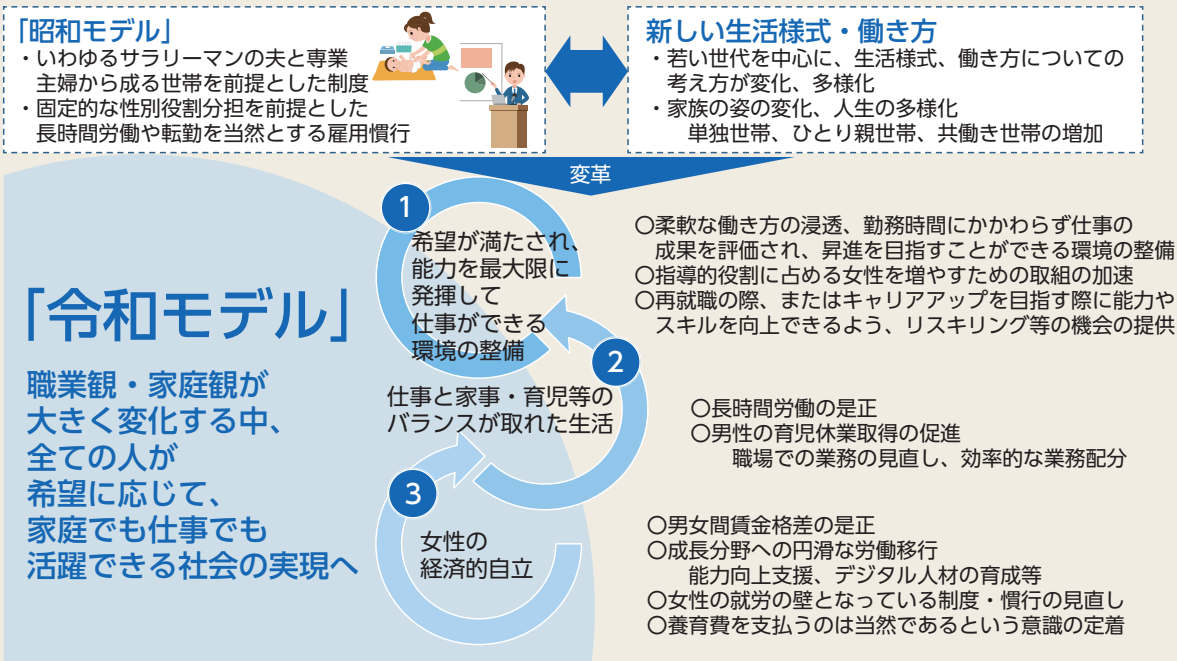 「昭和モデル」
・いわゆるサラリーマンの夫と専業
主婦から成る世帯を前提とした制度
・固定的な性別役割分担を前提とした
長時間労働や転勤を当然とする雇用慣行
新しい生活様式・働き方
・若い世代を中心に、生活様式、働き方についての
考え方が変化、多様化
・家族の姿の変化、人生の多様化
単独世帯、ひとり親世帯、共働き世帯の増加
変革
「令和モデル」
職業観・家庭観が
大きく変化する中、
全ての人が
希望に応じて、
家庭でも仕事でも
活躍できる社会の実現へ
1
希望が満たされ、
能力を最大限に
発揮して
仕事ができる
環境の整備
〇柔軟な働き方の浸透、勤務時間にかかわらず仕事の
成果を評価され、昇進を目指すことができる環境の整備
〇指導的役割に占める女性を増やすための取組の加速
〇再就職の際、またはキャリアアップを目指す際に能力や
スキルを向上できるよう、リスキリング等の機会の提供
2
仕事と家事・育児等の
バランスが取れた生活
〇長時間労働の是正
〇男性の育児休業取得の促進
職場での業務の見直し、効率的な業務配分
3
女性の
経済的自立
〇男女間賃金格差の是正
〇成長分野への円滑な労働移行
能力向上支援、デジタル人材の育成等
〇女性の就労の壁となっている制度・慣行の見直し
〇養育費を支払うのは当然であるという意識の定着